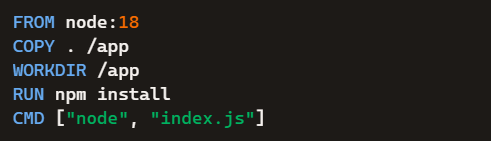 FROM node:18
COPY . /app
WORKDIR /app
RUN npm install
CMD ["node", "index.js"]